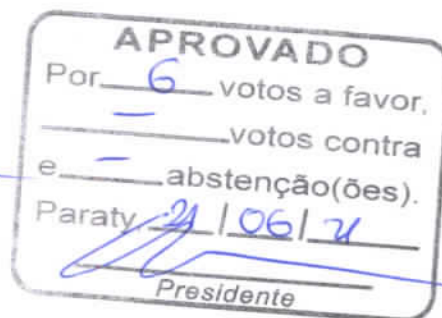 APROVADO
Por 6 votos a favor.
— votos contra
e — abstenção(ões).
Paraty 21/06/21
Presidente